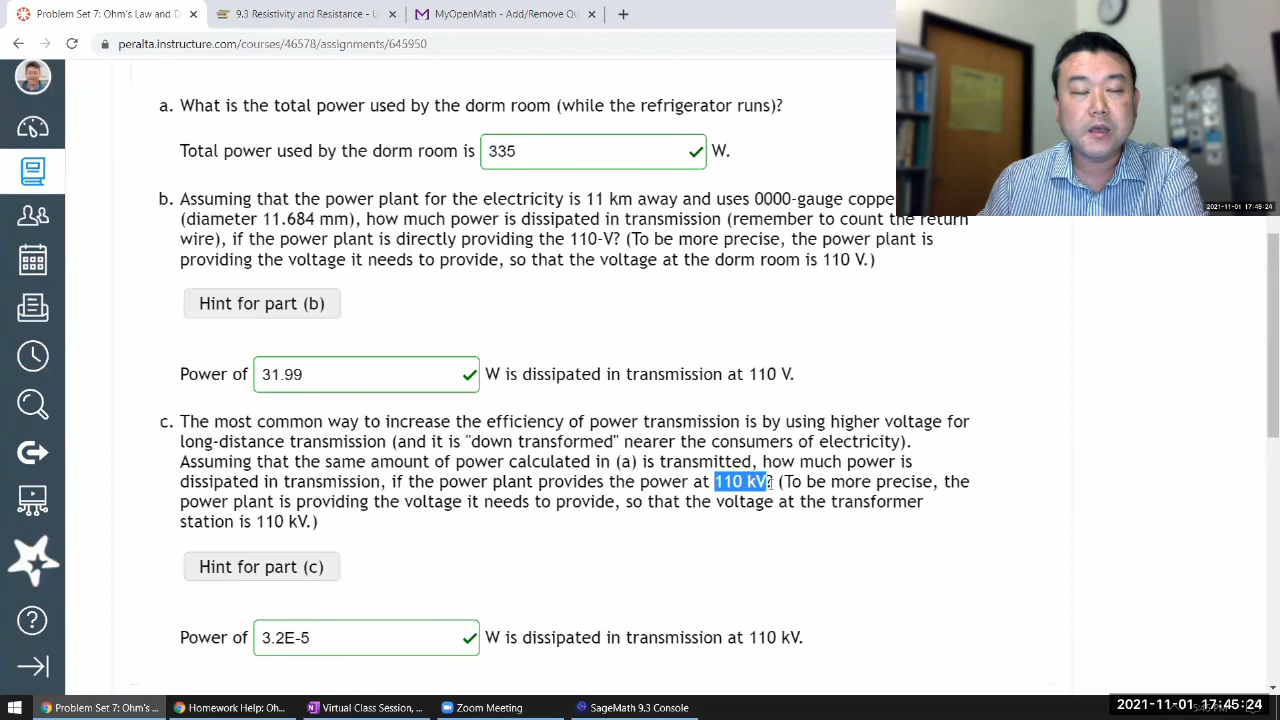 Problem Set 7: Ohm's Law and D
9.3 Resistivity and Resistance - U
MyOpenMath - Add/Remove Qu
peralta.instructure.com/courses/46578/assignments/645950
2021-11-01 17:45:24
a. What is the total power used by the dorm room (while the refrigerator runs)?
Total power used by the dorm room is 335 W.
b. Assuming that the power plant for the electricity is 11 km away and uses 0000-gauge coppe
(diameter 11.684 mm), how much power is dissipated in transmission (remember to count the return
wire), if the power plant is directly providing the 110-V? (To be more precise, the power plant is
providing the voltage it needs to provide, so that the voltage at the dorm room is 110 V.)
Hint for part (b)
Power of 31.99 W is dissipated in transmission at 110 V.
c. The most common way to increase the efficiency of power transmission is by using higher voltage for
long-distance transmission (and it is "down transformed" nearer the consumers of electricity).
Assuming that the same amount of power calculated in (a) is transmitted, how much power is
dissipated in transmission, if the power plant provides the power at 110 kV? (To be more precise, the
power plant is providing the voltage it needs to provide, so that the voltage at the transformer
station is 110 kV.)
Hint for part (c)
Power of 3.2E-5 W is dissipated in transmission at 110 kV.
Problem Set 7: Oh...
Homework Help: Oh...
Virtual Class Session, ...
Zoom Meeting
SageMath 9.3 Console
2021-11-01 17:45:24